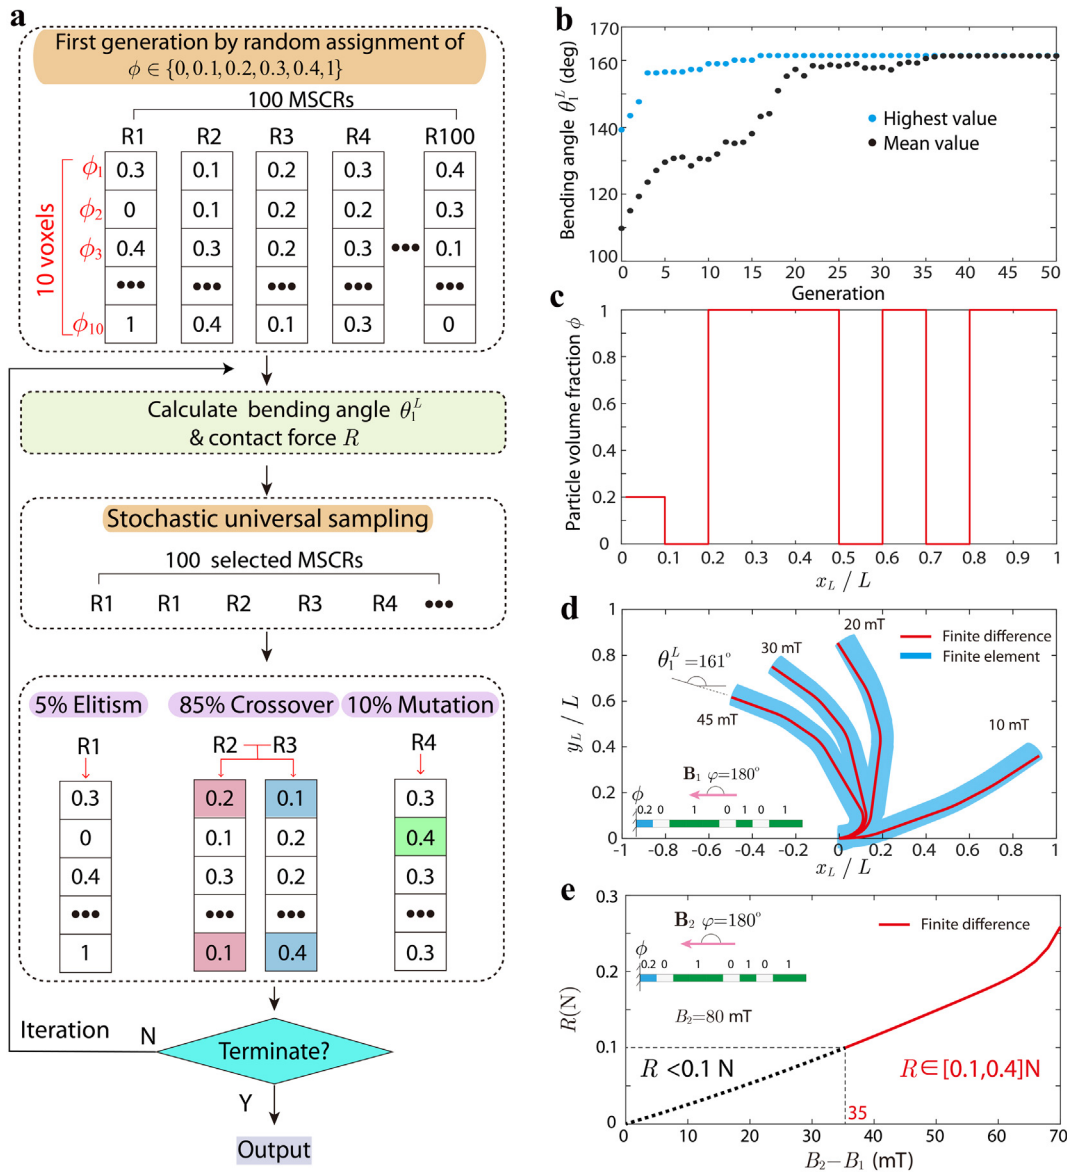 a
First generation by random assignment of
ϕ ∈ {0, 0.1, 0.2, 0.3, 0.4, 1}
100 MSCRs
R1 R2 R3 R4 R100
ϕ1 0.3 0.1 0.2 0.3 0.4
ϕ2 0 0.1 0.2 0.2 0.3
ϕ3 0.4 0.3 0.2 0.3 ●●● 0.1
●●● ●●● ●●● ●●● ●●●
ϕ10 1 0.4 0.1 0.3 0
10 voxels
Calculate bending angle θ₁ᴸ
& contact force R
Stochastic universal sampling
100 selected MSCRs
R1 R1 R2 R3 R4 ●●●
5% Elitism 85% Crossover 10% Mutation
R1 R2 R3 R4
0.3 0.2 0.1 0.3
0 0.1 0.2 0.4
0.4 0.3 0.2 0.3
●●● ●●● ●●● ●●●
1 0.1 0.4 0.3
Iteration N Terminate?
Y
Output
b
Bending angle θ₁ᴸ (deg)
170
160
140
120
100
Highest value
Mean value
0 10 20 30 40 50
Generation
c
Particle volume fraction ϕ
1
0.8
0.6
0.4
0.2
0
0 0.1 0.2 0.3 0.4 0.5 0.6 0.7 0.8 0.9 1
x_L / L
d
y_L / L
1
0.8
0.6
0.4
0.2
0
20 mT
30 mT
θ₁ᴸ =161°
45 mT
10 mT
Finite difference
Finite element
B₁ φ=180°
ϕ
0.2 0 1 0 1 0 1
-1 -0.8 -0.6 -0.4 -0.2 0 0.2 0.4 0.6 0.8 1
x_L / L
e
R(N)
0.3
0.2
0.1
0
B₂ φ=180°
Finite difference
ϕ
0.2 0 1 0 1 0 1
B₂=80 mT
R <0.1 N
R∈[0.1,0.4]N
35
0 10 20 30 40 50 60 70
B₂−B₁ (mT)